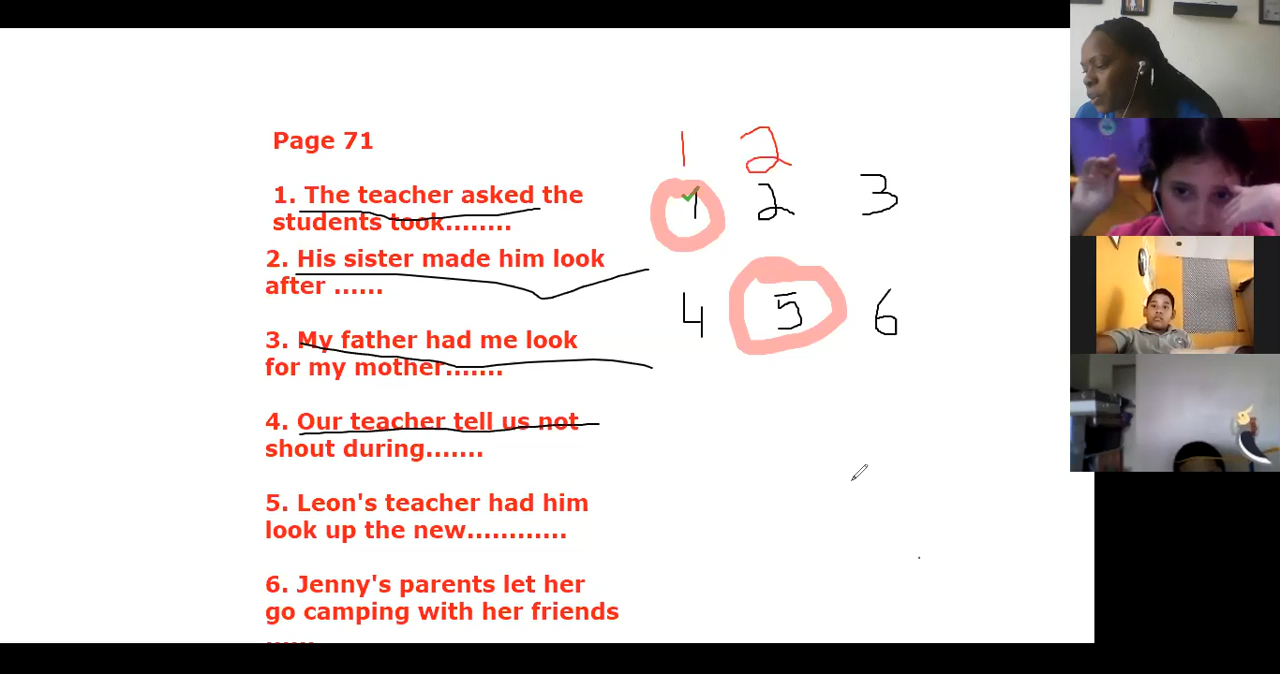 Page 71
1. The teacher asked the
students took........
2. His sister made him look
after ......
3. My father had me look
for my mother.......
4. Our teacher tell us not
shout during.......
5. Leon's teacher had him
look up the new............
6. Jenny's parents let her
go camping with her friends
1 2
1 2 3
4 5 6